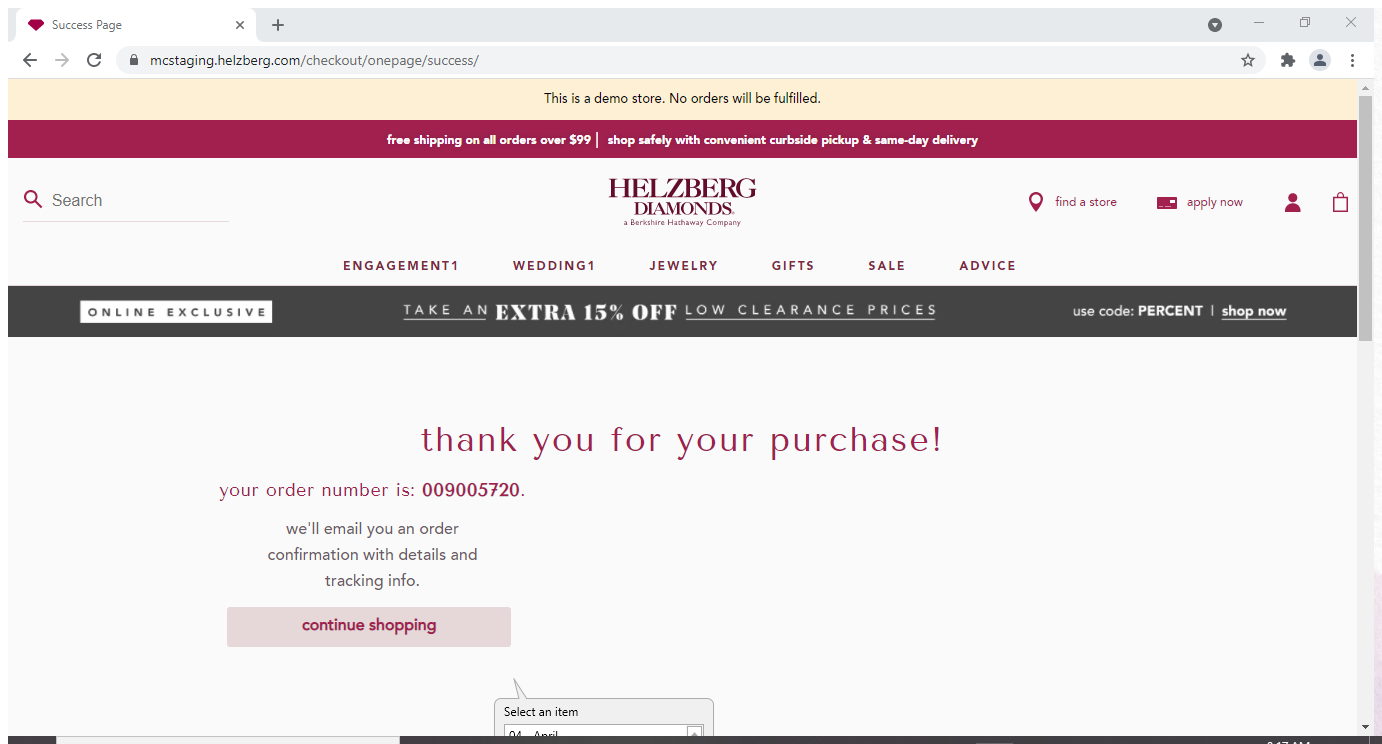 Success Page
mcstaging.helzberg.com/checkout/onepage/success/
This is a demo store. No orders will be fulfilled.
free shipping on all orders over $99 | shop safely with convenient curbside pickup & same-day delivery
Search
HELZBERG
DIAMONDS®
a Berkshire Hathaway Company
find a store
apply now
ENGAGEMENT1 WEDDING1 JEWELRY GIFTS SALE ADVICE
ONLINE EXCLUSIVE TAKE AN EXTRA 15% OFF LOW CLEARANCE PRICES use code: PERCENT | shop now
thank you for your purchase!
your order number is: 009005720.
we'll email you an order
confirmation with details and
tracking info.
continue shopping
Select an item
04 - April